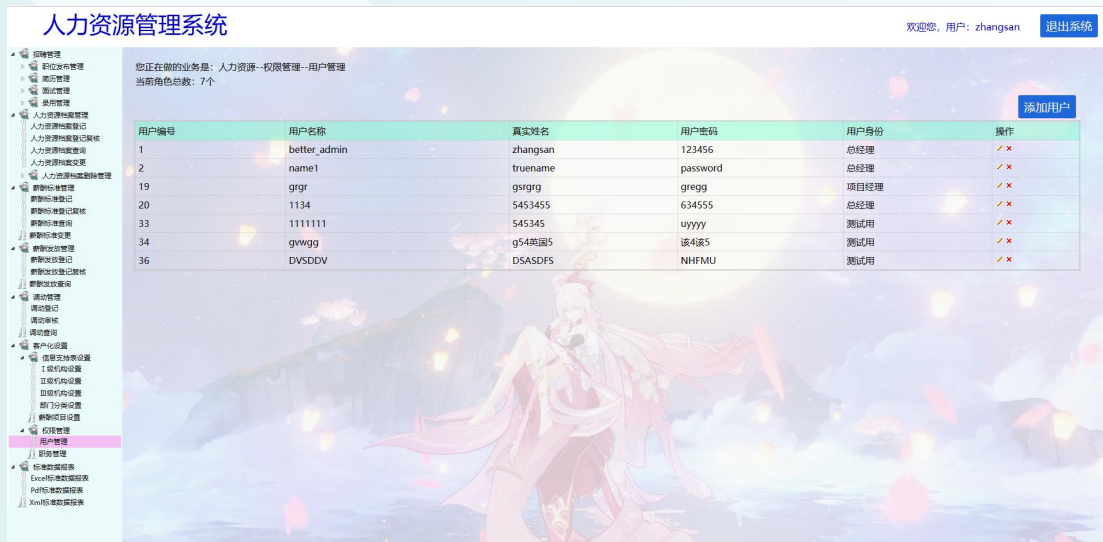 人力资源管理系统
欢迎您，用户：zhangsan
退出系统
招聘管理
职位发布管理
简历管理
面试管理
录用管理
人力资源档案管理
人力资源档案登记
人力资源档案登记复核
人力资源档案查询
人力资源档案变更
人力资源档案删除管理
薪酬标准管理
薪酬标准登记
薪酬标准登记复核
薪酬标准查询
薪酬标准变更
薪酬发放管理
薪酬发放登记
薪酬发放登记复核
薪酬发放查询
调动管理
调动登记
调动审核
调动查询
客户化设置
信息支持表设置
I 级机构设置
II级机构设置
III级机构设置
部门分类设置
薪酬项目设置
权限管理
用户管理
职务管理
标准数据报表
Excel标准数据报表
Pdf标准数据报表
Xml标准数据报表
您正在做的业务是：人力资源--权限管理--用户管理
当前角色总数：7个
添加用户
用户编号 用户名称 真实姓名 用户密码 用户身份 操作
1 better_admin zhangsan 123456 总经理
2 name1 truename password 总经理
19 grgr gsrgrg gregg 项目经理
20 1134 5453455 634555 总经理
33 1111111 545345 uyyyy 测试用
34 gvwgg g54英国5 该4该5 测试用
36 DVSDDV DSASDFS NHFMU 测试用